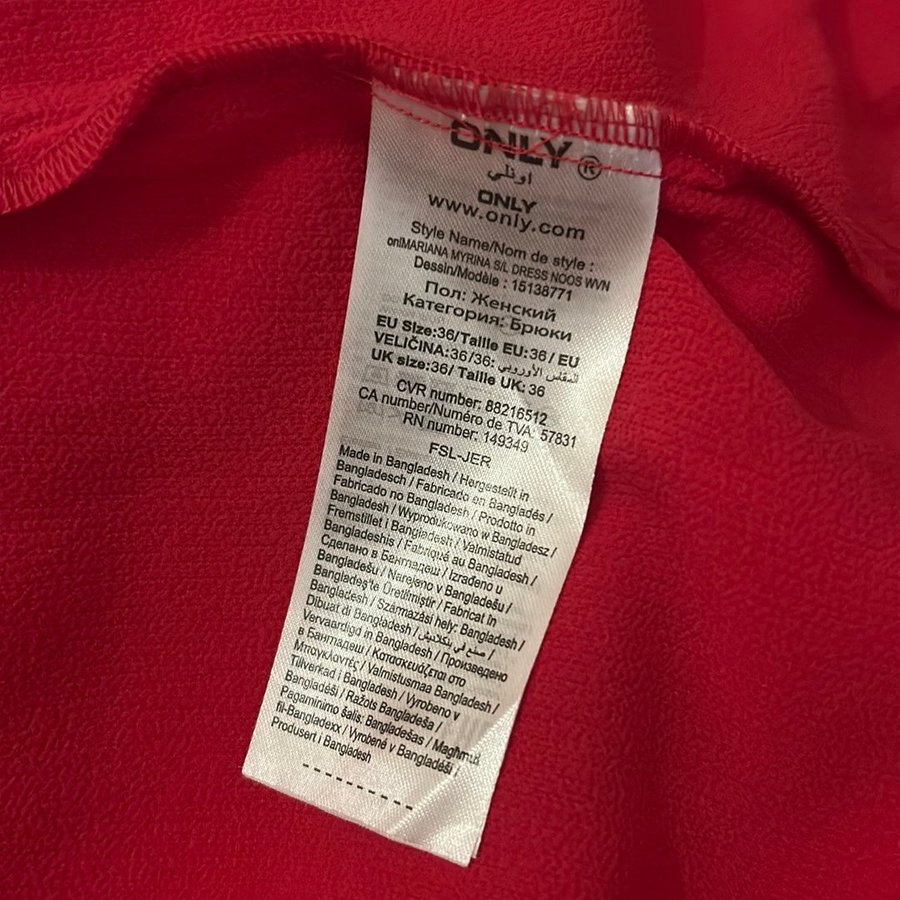 ONLY ®
اونلي
ONLY
www.only.com
Style Name/Nom de style :
onlMARIANA MYRINA S/L DRESS NOOS WVN
Dessin/Modèle : 15138771
Пол: Женский
Категория: Брюки
EU Size:36/Taille EU:36 / EU
VELIČINA:36/36: المقاس الأوروبي
UK size:36/ Taille UK: 36
CVR number: 88216512
CA number/Numéro de TVA: 57831
RN number: 149349
FSL-JER
Made in Bangladesh / Hergestellt in
Bangladesch / Fabricado en Bangladés /
Fabricado no Bangladesh / Prodotto in
Bangladesh / Wyprodukowano w Bangladesz /
Fremstillet i Bangladesh / Valmistatud
Bangladeshis / Fabriqué au Bangladesh /
Сделано в Бангладеш / Izrađeno u
Bangladešu / Narejeno v Bangladešu /
Bangladeş'te Üretilmiştir / Fabricat în
Bangladesh / Származási hely: Bangladesh /
Dibuat di Bangladesh / صنع في بنكلاديش /
Vervaardigd in Bangladesh / Произведено
в Бангладеш / Κατασκευάζεται στο
Μπαγκλαντές / Valmistusmaa Bangladesh /
Tillverkad i Bangladesh / Vyrobeno v
Bangladéši / Ražots Bangladeša /
Pagaminimo šalis: Bangladešas / Magħmul
fil-Bangladexx / Vyrobené v Bangladéši /
Produsert i Bangladesh